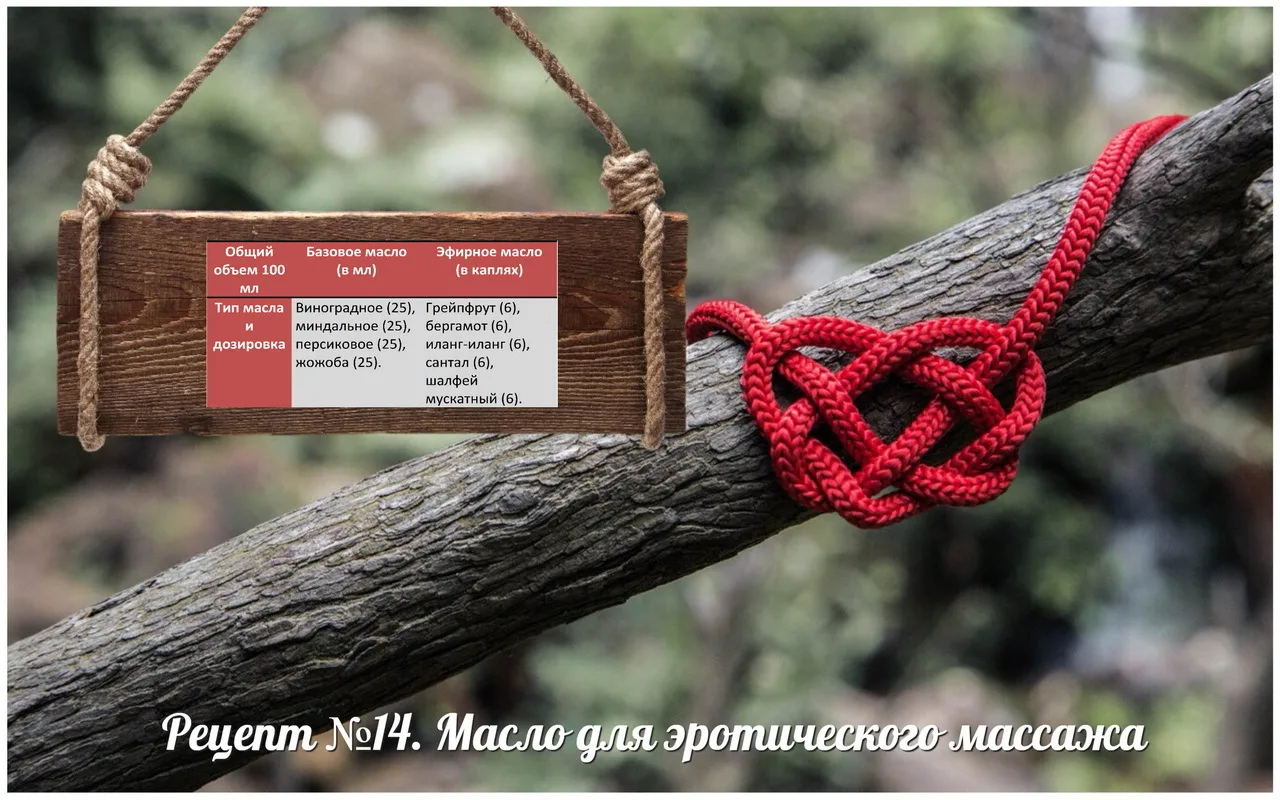 Общий
объем 100
мл
Базовое масло
(в мл)
Эфирное масло
(в каплях)
Тип масла
и
дозировка
Виноградное (25),
миндальное (25),
персиковое (25),
жожоба (25).
Грейпфрут (6),
бергамот (6),
иланг-иланг (6),
сантал (6),
шалфей
мускатный (6).
Рецепт №14. Масло для эротического массажа